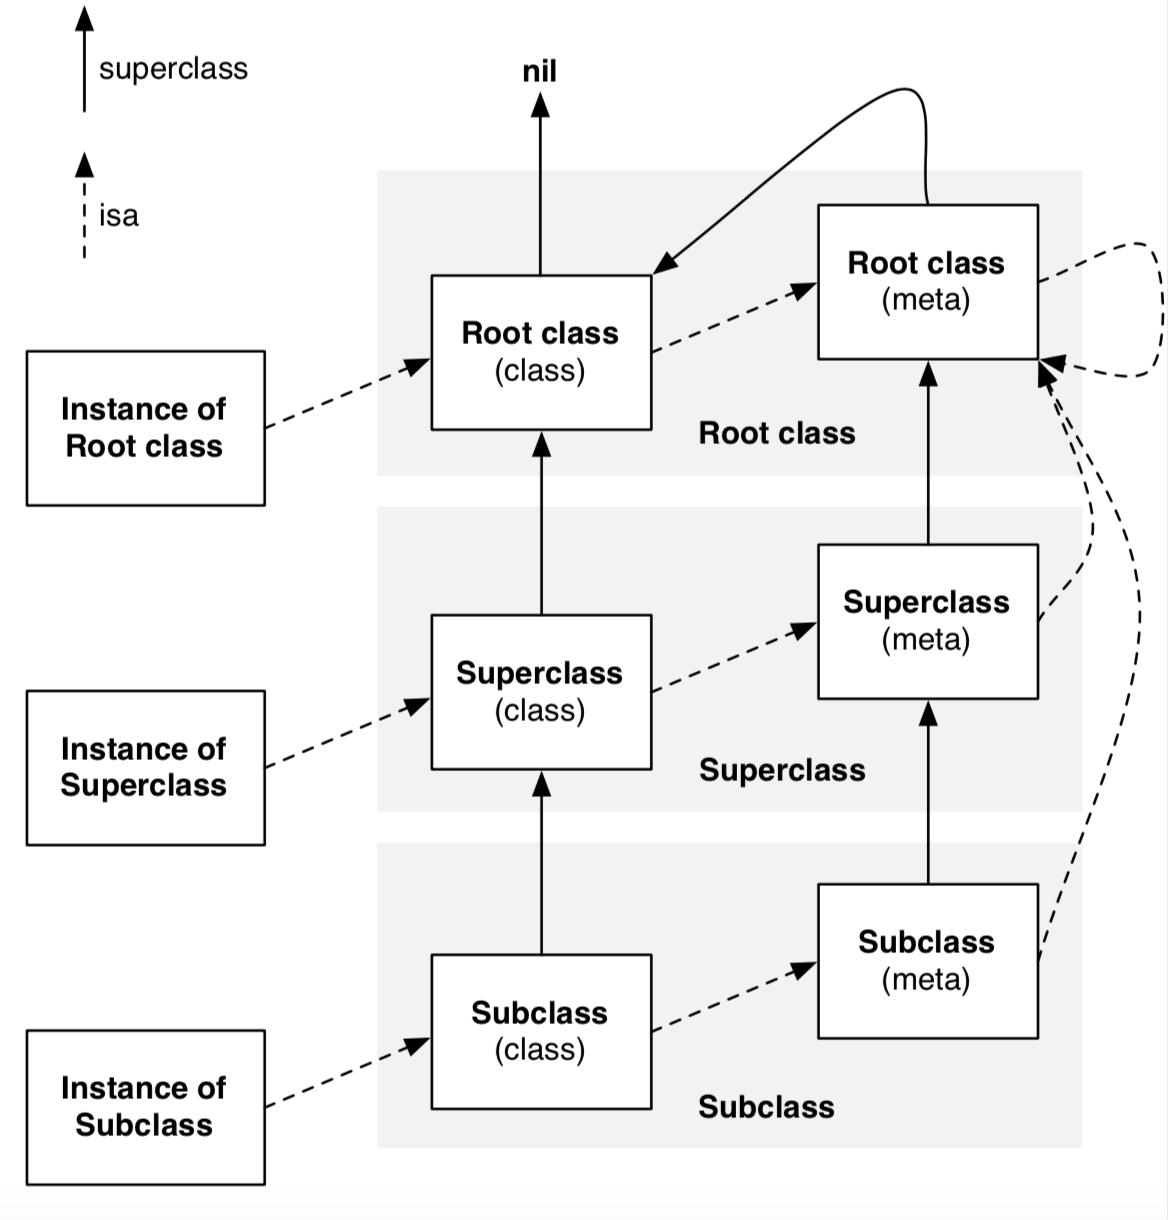 superclass
isa
nil
Root class
(meta)
Root class
(class)
Instance of
Root class
Root class
Superclass
(meta)
Superclass
(class)
Instance of
Superclass
Superclass
Subclass
(meta)
Subclass
(class)
Instance of
Subclass
Subclass